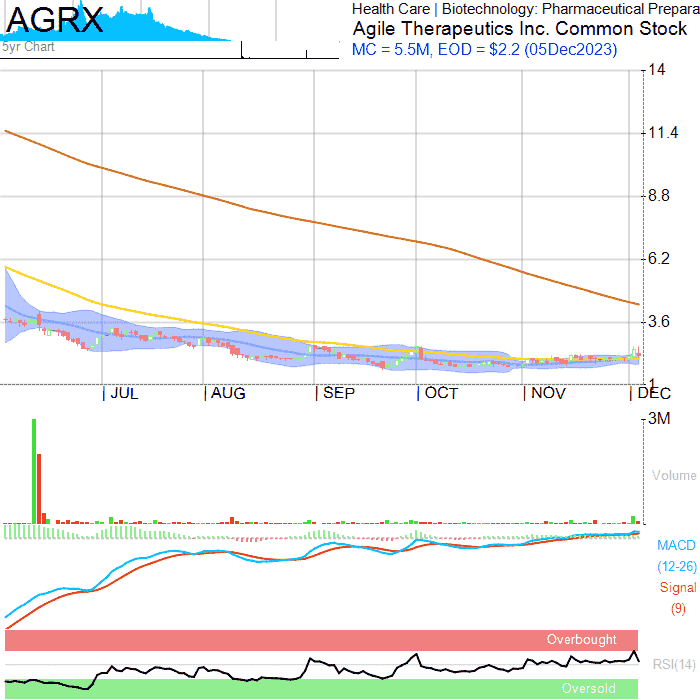 AGRX
5yr Chart
Health Care | Biotechnology: Pharmaceutical Prepara
Agile Therapeutics Inc. Common Stock
MC = 5.5M, EOD = $2.2 (05Dec2023)
14
11.4
8.8
6.2
3.6
1
JUL
AUG
SEP
OCT
NOV
DEC
3M
Volume
MACD
(12-26)
Signal
(9)
Overbought
RSI(14)
Oversold